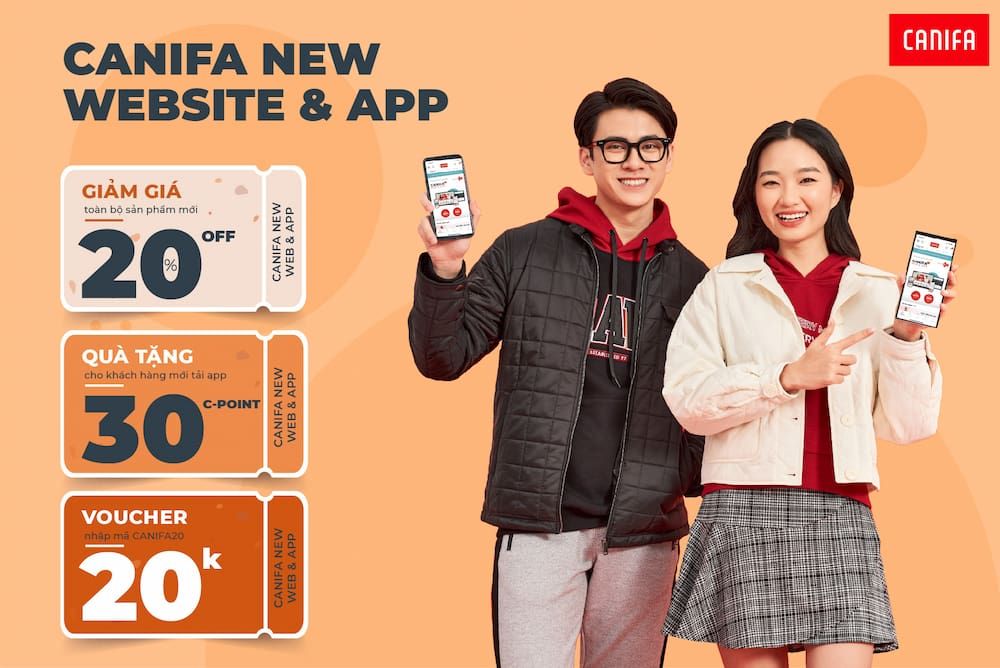 CANIFA NEW
WEBSITE & APP
CANIFA
GIẢM GIÁ
toàn bộ sản phẩm mới
20% OFF
CANIFA NEW
WEB & APP
QUÀ TẶNG
cho khách hàng mới tải app
30 C-POINT
CANIFA NEW
WEB & APP
VOUCHER
nhập mã CANIFA20
20k
CANIFA NEW
WEB & APP